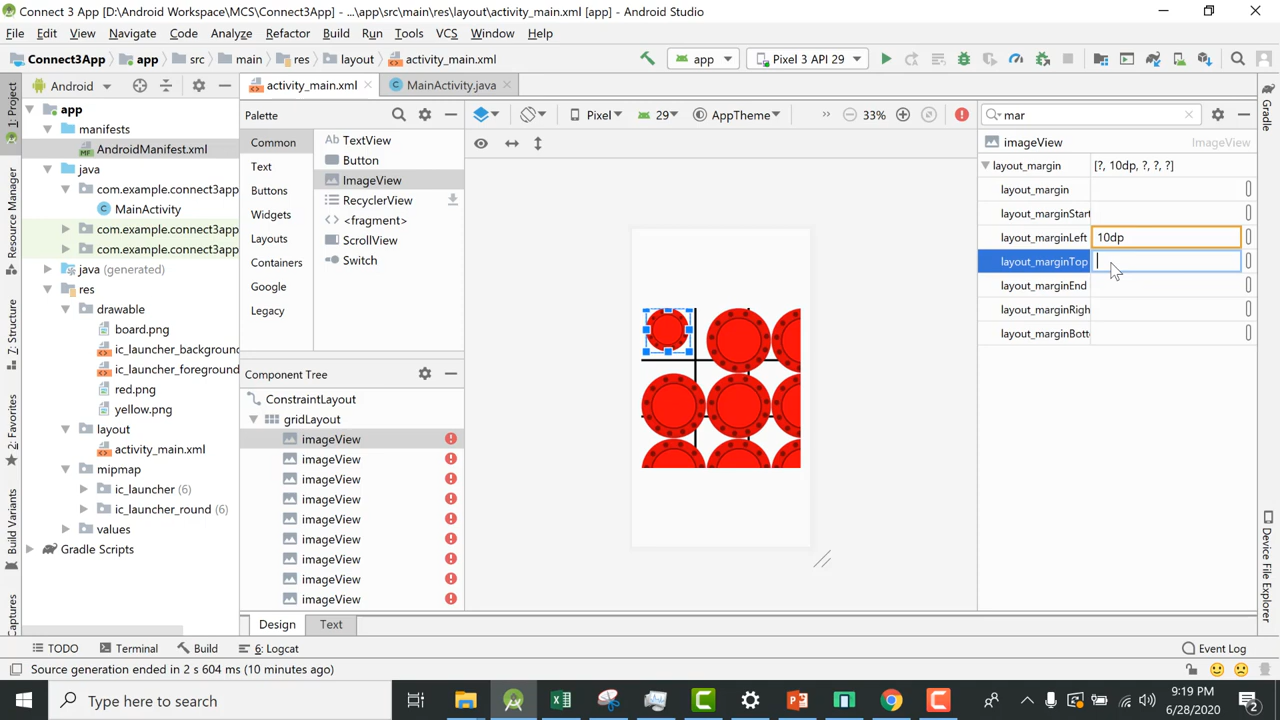 Connect 3 App [D:\Android Workspace\MCS\Connect3App] - ...\app\src\main\res\layout\activity_main.xml [app] - Android Studio
File Edit View Navigate Code Analyze Refactor Build Run Tools VCS Window Help
Connect3App app src main res layout activity_main.xml app Pixel 3 API 29
Android activity_main.xml MainActivity.java
Palette Pixel 29 AppTheme 33% mar
app
manifests
AndroidManifest.xml
java
com.example.connect3app
MainActivity
com.example.connect3app
com.example.connect3app
java (generated)
res
drawable
board.png
ic_launcher_background
ic_launcher_foreground
red.png
yellow.png
layout
activity_main.xml
mipmap
ic_launcher (6)
ic_launcher_round (6)
values
Gradle Scripts
1: Project
Resource Manager
7: Structure
2: Favorites
Build Variants
Captures
Common
Text
Buttons
Widgets
Layouts
Containers
Google
Legacy
TextView
Button
ImageView
RecyclerView
<fragment>
ScrollView
Switch
Component Tree
ConstraintLayout
gridLayout
imageView
imageView
imageView
imageView
imageView
imageView
imageView
imageView
imageView
Design Text
imageView ImageView
layout_margin [?, 10dp, ?, ?, ?]
layout_margin
layout_marginStart
layout_marginLeft 10dp
layout_marginTop
layout_marginEnd
layout_marginRigh
layout_marginBott
Gradle
Device File Explorer
TODO Terminal Build 6: Logcat Event Log
Source generation ended in 2 s 604 ms (10 minutes ago)
Type here to search
9:19 PM
6/28/2020
2